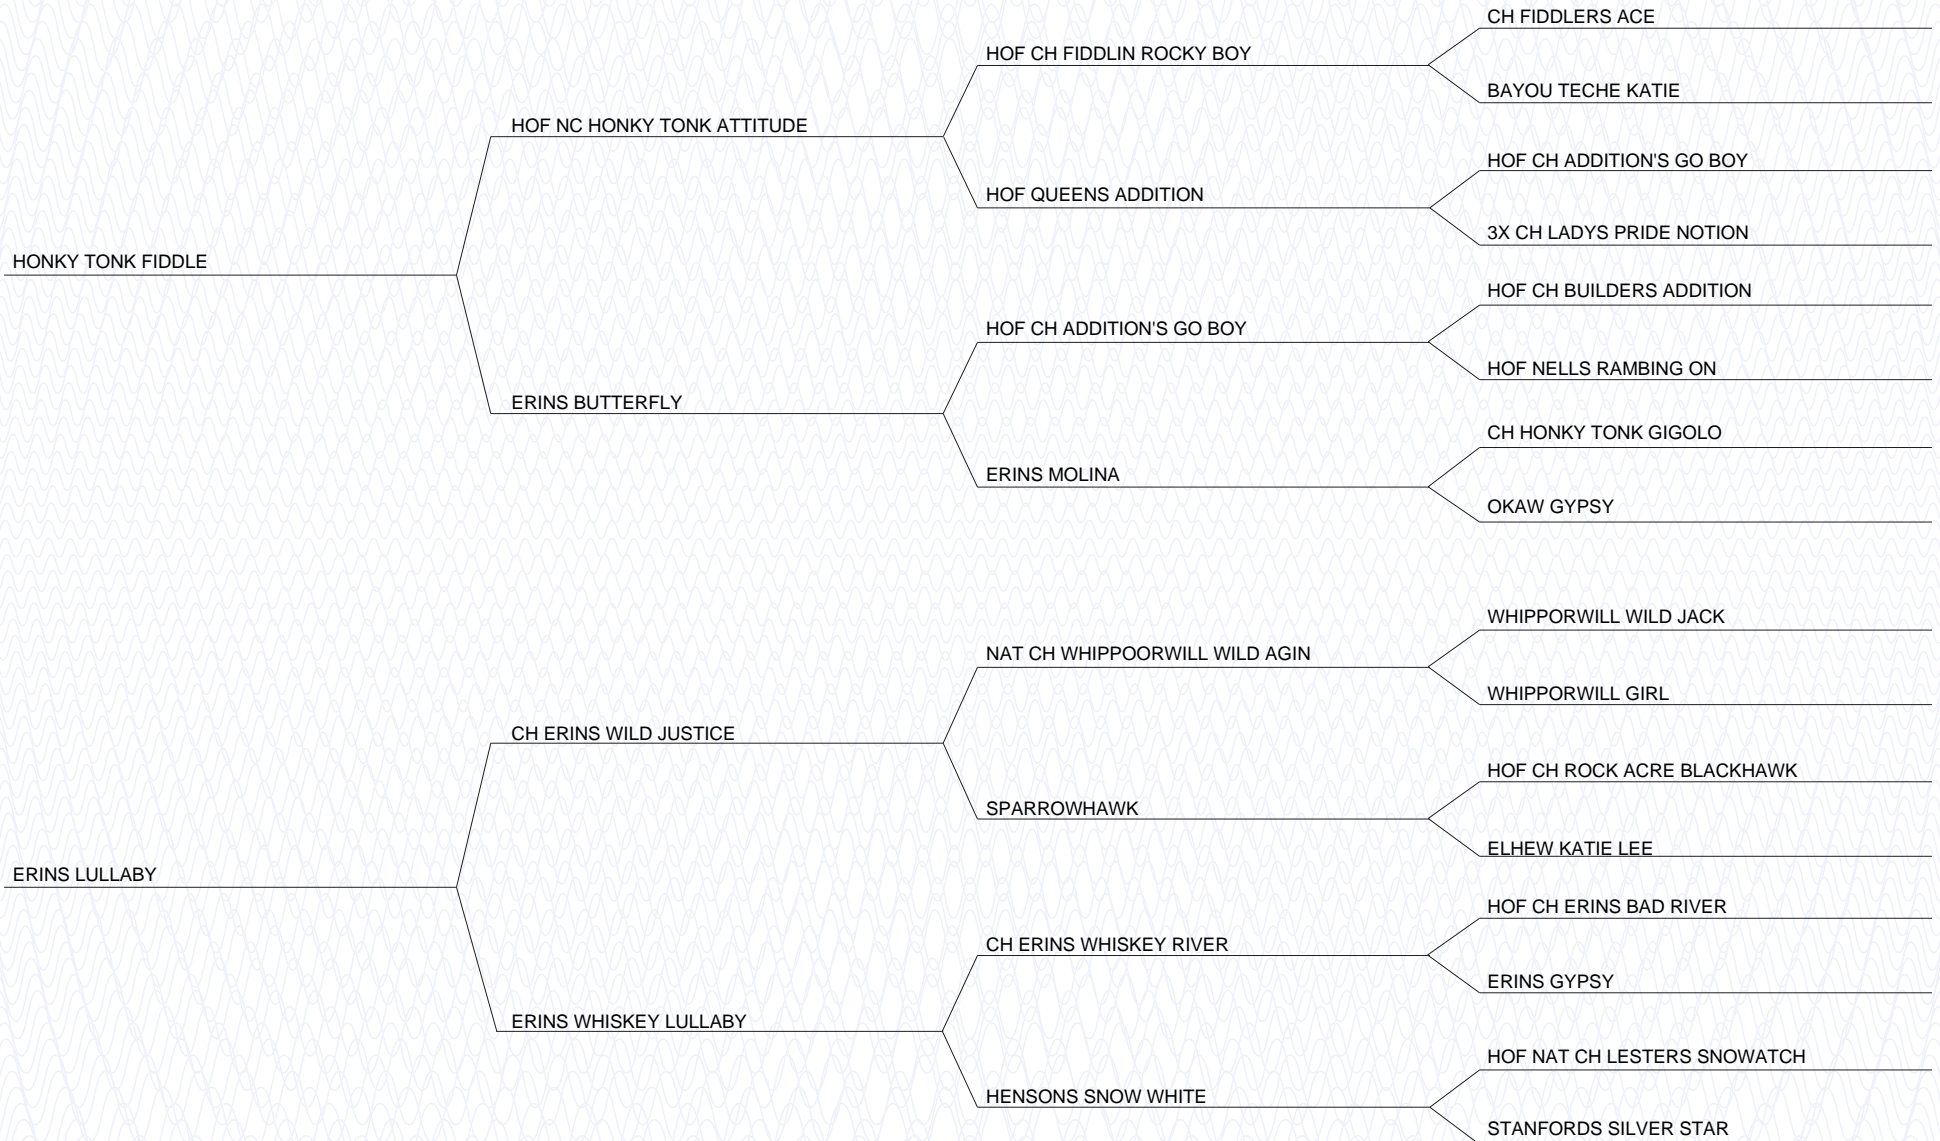 CH FIDDLERS ACE
HOF CH FIDDLIN ROCKY BOY
BAYOU TECHE KATIE
HOF NC HONKY TONK ATTITUDE
HOF CH ADDITION'S GO BOY
HOF QUEENS ADDITION
3X CH LADYS PRIDE NOTION
HONKY TONK FIDDLE
HOF CH BUILDERS ADDITION
HOF CH ADDITION'S GO BOY
HOF NELLS RAMBING ON
ERINS BUTTERFLY
CH HONKY TONK GIGOLO
ERINS MOLINA
OKAW GYPSY
WHIPPORWILL WILD JACK
NAT CH WHIPPOORWILL WILD AGIN
WHIPPORWILL GIRL
CH ERINS WILD JUSTICE
HOF CH ROCK ACRE BLACKHAWK
SPARROWHAWK
ELHEW KATIE LEE
ERINS LULLABY
HOF CH ERINS BAD RIVER
CH ERINS WHISKEY RIVER
ERINS GYPSY
ERINS WHISKEY LULLABY
HOF NAT CH LESTERS SNOWATCH
HENSONS SNOW WHITE
STANFORDS SILVER STAR